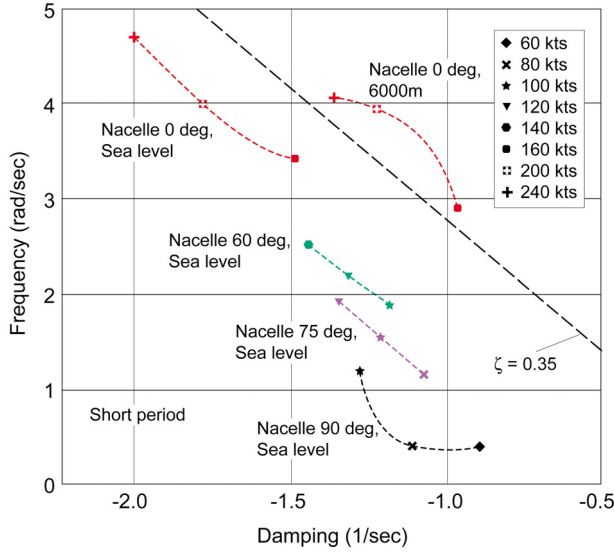 5
4
3
2
1
0
Frequency (rad/sec)
-2.0
-1.5
-1.0
-0.5
Damping (1/sec)
Nacelle 0 deg,
Sea level
Nacelle 0 deg,
6000m
60 kts
80 kts
100 kts
120 kts
140 kts
160 kts
200 kts
240 kts
Nacelle 60 deg,
Sea level
Nacelle 75 deg,
Sea level
ζ = 0.35
Short period
Nacelle 90 deg,
Sea level